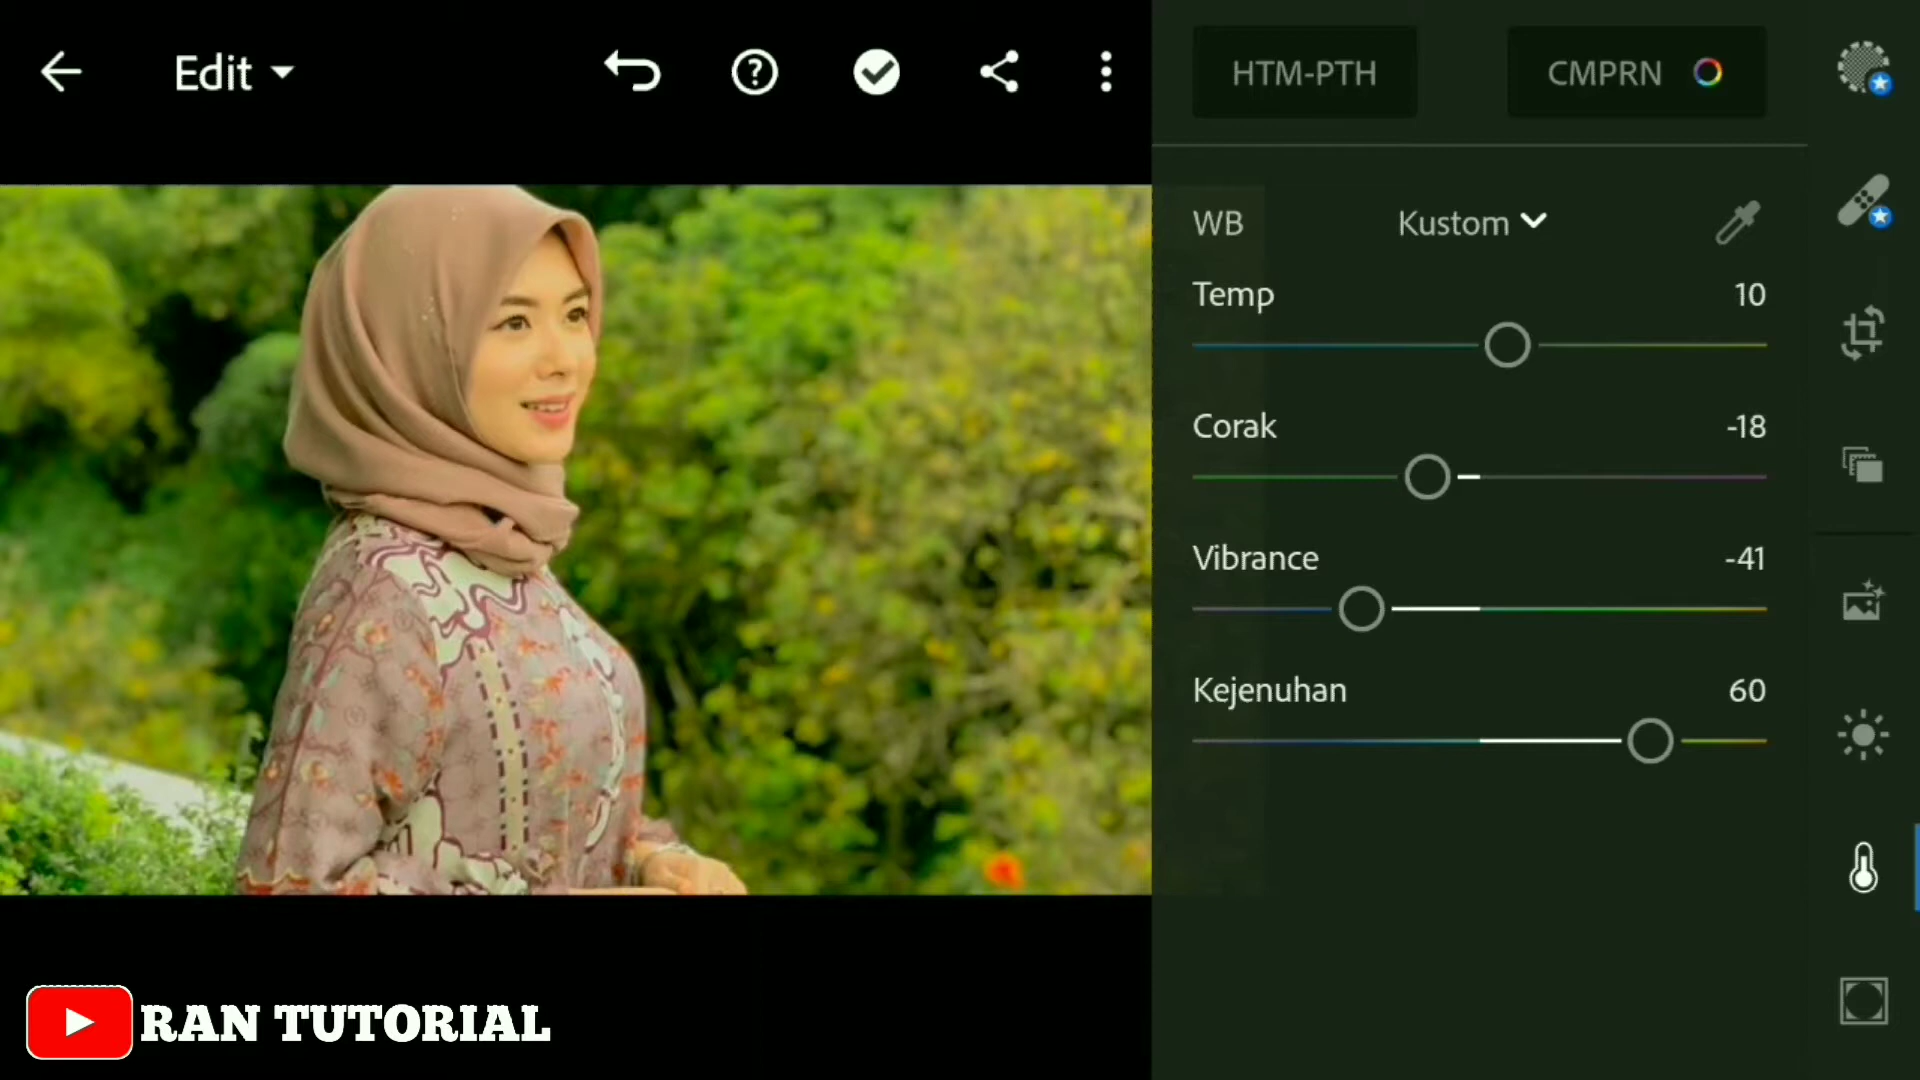 Edit
HTM-PTH
CMPRN
WB
Kustom
Temp
10
Corak
-18
Vibrance
-41
Kejenuhan
60
RAN TUTORIAL